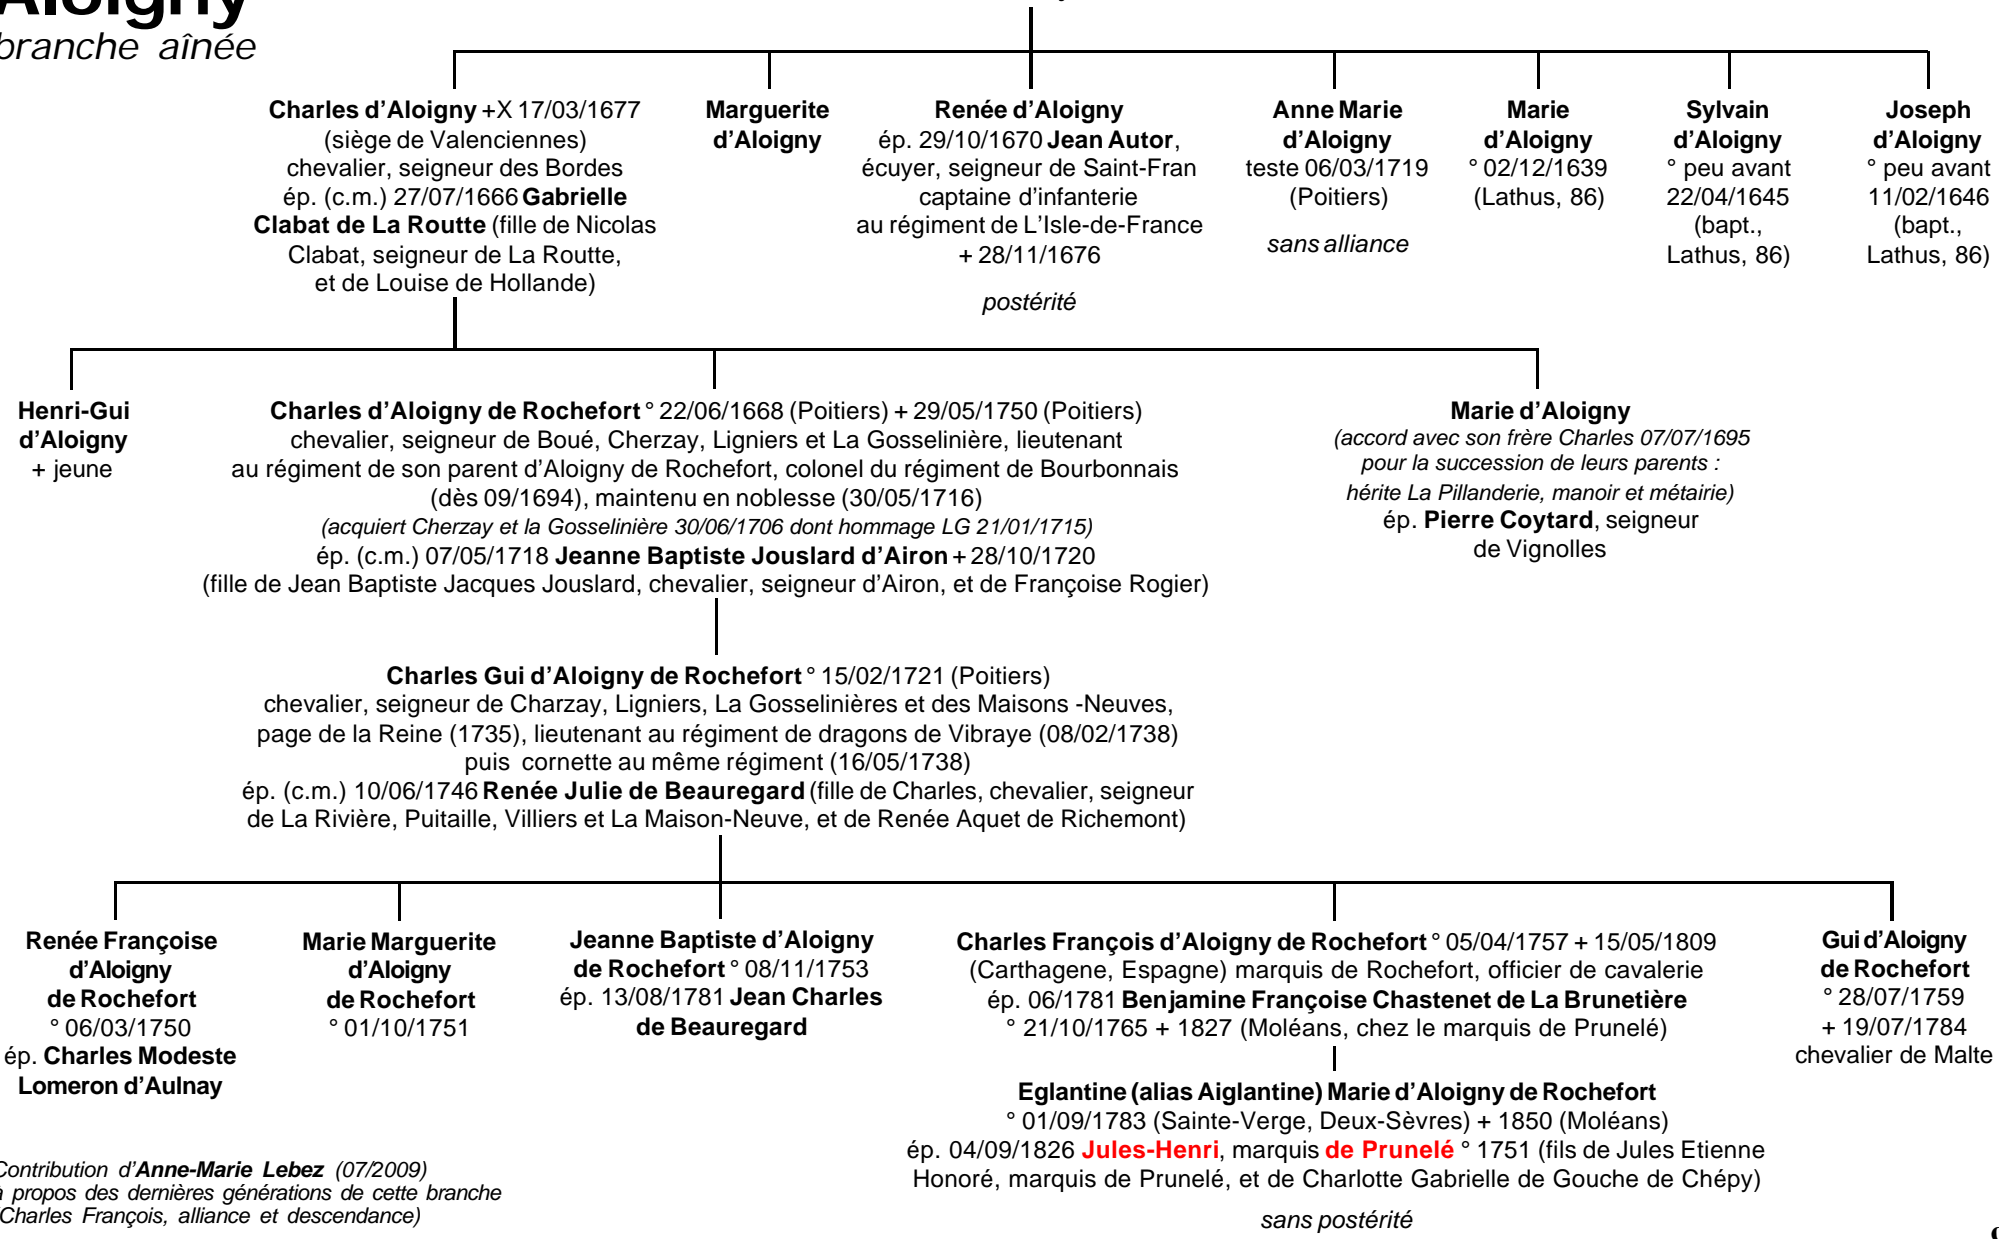 Aloigny
branche aînée
Charles d’Aloigny +X 17/03/1677
(siège de Valenciennes)
chevalier, seigneur des Bordes
ép. (c.m.) 27/07/1666 Gabrielle
Clabat de La Routte (fille de Nicolas
Clabat, seigneur de La Routte,
et de Louise de Hollande)
Marguerite
d’Aloigny
Renée d’Aloigny
ép. 29/10/1670 Jean Autor,
écuyer, seigneur de Saint-Fran
captaine d’infanterie
au régiment de L’Isle-de-France
+ 28/11/1676
postérité
Anne Marie
d’Aloigny
teste 06/03/1719
(Poitiers)
sans alliance
Marie
d’Aloigny
° 02/12/1639
(Lathus, 86)
Sylvain
d’Aloigny
° peu avant
22/04/1645
(bapt.,
Lathus, 86)
Joseph
d’Aloigny
° peu avant
11/02/1646
(bapt.,
Lathus, 86)
Henri-Gui
d’Aloigny
+ jeune
Charles d’Aloigny de Rochefort ° 22/06/1668 (Poitiers) + 29/05/1750 (Poitiers)
chevalier, seigneur de Boué, Cherzay, Ligniers et La Gosselinière, lieutenant
au régiment de son parent d’Aloigny de Rochefort, colonel du régiment de Bourbonnais
(dès 09/1694), maintenu en noblesse (30/05/1716)
(acquiert Cherzay et la Gosselinière 30/06/1706 dont hommage LG 21/01/1715)
ép. (c.m.) 07/05/1718 Jeanne Baptiste Jouslard d’Airon + 28/10/1720
(fille de Jean Baptiste Jacques Jouslard, chevalier, seigneur d’Airon, et de Françoise Rogier)
Marie d’Aloigny
(accord avec son frère Charles 07/07/1695
pour la succession de leurs parents :
hérite La Pillanderie, manoir et métairie)
ép. Pierre Coytard, seigneur
de Vignolles
Charles Gui d’Aloigny de Rochefort ° 15/02/1721 (Poitiers)
chevalier, seigneur de Charzay, Ligniers, La Gosselinières et des Maisons -Neuves,
page de la Reine (1735), lieutenant au régiment de dragons de Vibraye (08/02/1738)
puis cornette au même régiment (16/05/1738)
ép. (c.m.) 10/06/1746 Renée Julie de Beauregard (fille de Charles, chevalier, seigneur
de La Rivière, Puitaille, Villiers et La Maison-Neuve, et de Renée Aquet de Richemont)
Renée Françoise
d’Aloigny
de Rochefort
° 06/03/1750
ép. Charles Modeste
Lomeron d’Aulnay
Marie Marguerite
d’Aloigny
de Rochefort
° 01/10/1751
Jeanne Baptiste d’Aloigny
de Rochefort ° 08/11/1753
ép. 13/08/1781 Jean Charles
de Beauregard
Charles François d’Aloigny de Rochefort ° 05/04/1757 + 15/05/1809
(Carthagene, Espagne) marquis de Rochefort, officier de cavalerie
ép. 06/1781 Benjamine Françoise Chastenet de La Brunetière
° 21/10/1765 + 1827 (Moléans, chez le marquis de Prunelé)
Gui d’Aloigny
de Rochefort
° 28/07/1759
+ 19/07/1784
chevalier de Malte
Eglantine (alias Aiglantine) Marie d’Aloigny de Rochefort
° 01/09/1783 (Sainte-Verge, Deux-Sèvres) + 1850 (Moléans)
ép. 04/09/1826 Jules-Henri, marquis de Prunelé ° 1751 (fils de Jules Etienne
Honoré, marquis de Prunelé, et de Charlotte Gabrielle de Gouche de Chépy)
sans postérité
Contribution d’Anne-Marie Lebez (07/2009)
à propos des dernières générations de cette branche
(Charles François, alliance et descendance)